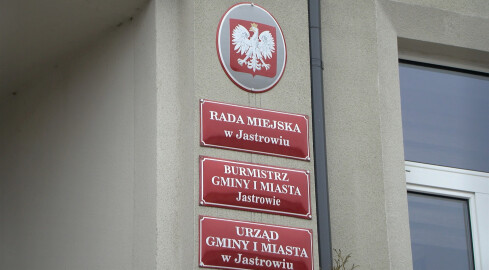 RADA MIEJSKA
w Jastrowiu
BURMISTRZ
GMINY I MIASTA
Jastrowie
URZĄD
GMINY I MIASTA
w Jastrowiu